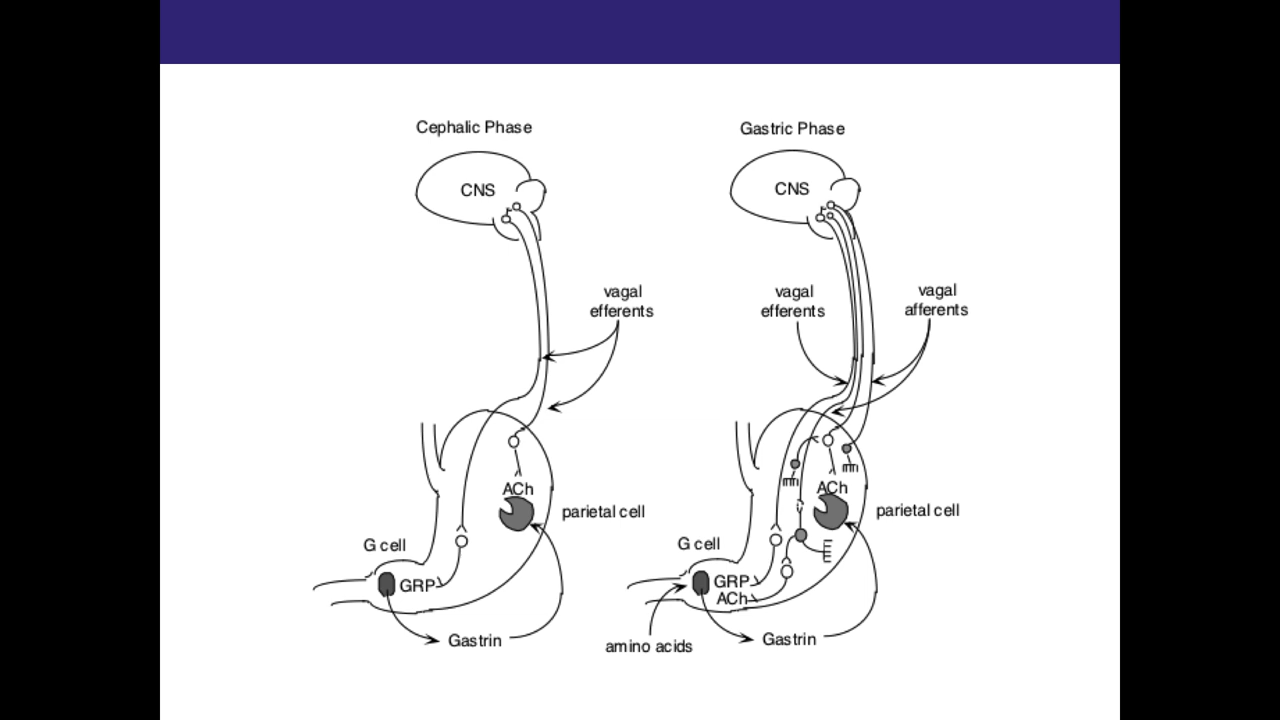 Cephalic Phase
CNS
vagal
efferents
ACh
parietal cell
G cell
GRP
Gastrin
Gastric Phase
CNS
vagal
efferents
vagal
afferents
ACh
parietal cell
G cell
GRP
ACh
amino acids
Gastrin